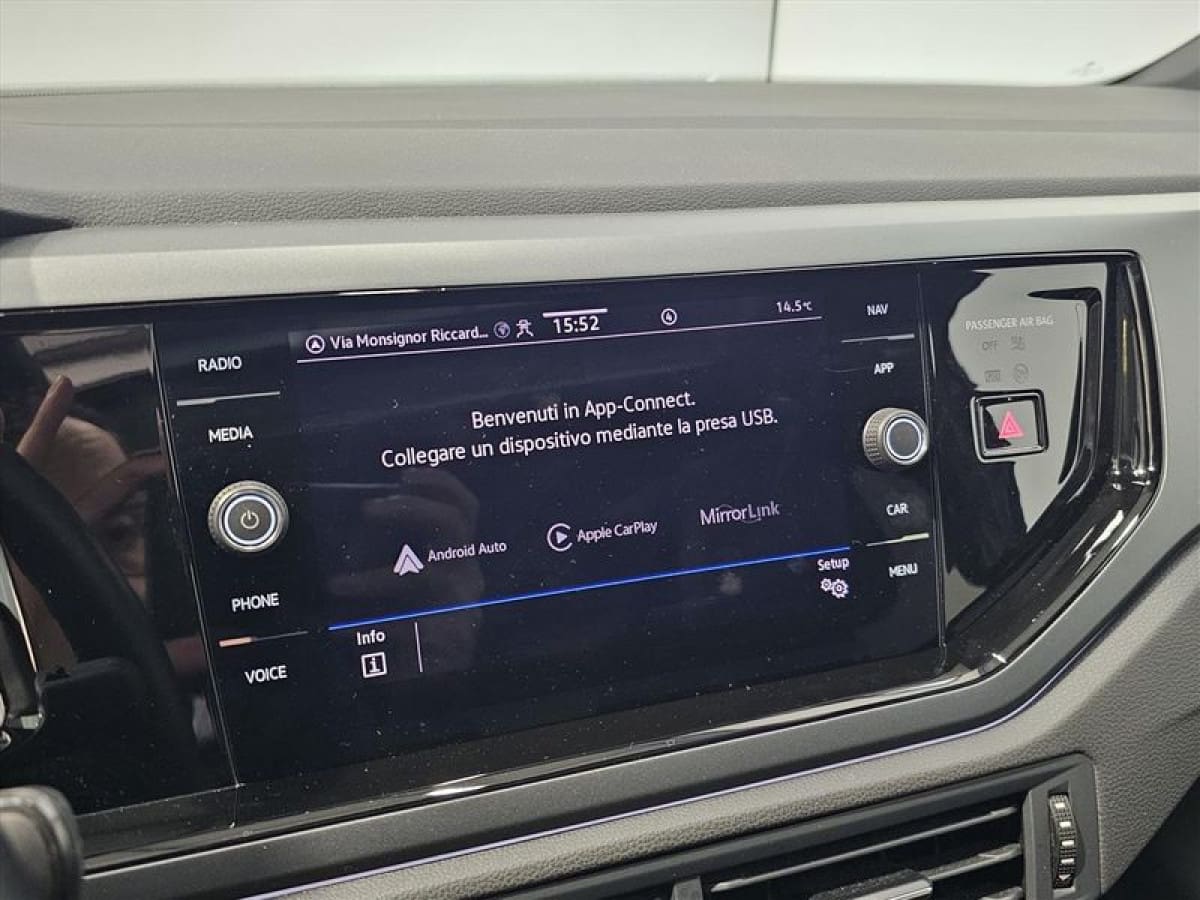 Via Monsignor Riccard... 15:52 4 14.5°C
NAV
RADIO
APP
Benvenuti in App-Connect.
Collegare un dispositivo mediante la presa USB.
MEDIA
PASSENGER AIR BAG
OFF
Android Auto
Apple CarPlay
MirrorLink
CAR
Setup
MENU
PHONE
Info
VOICE